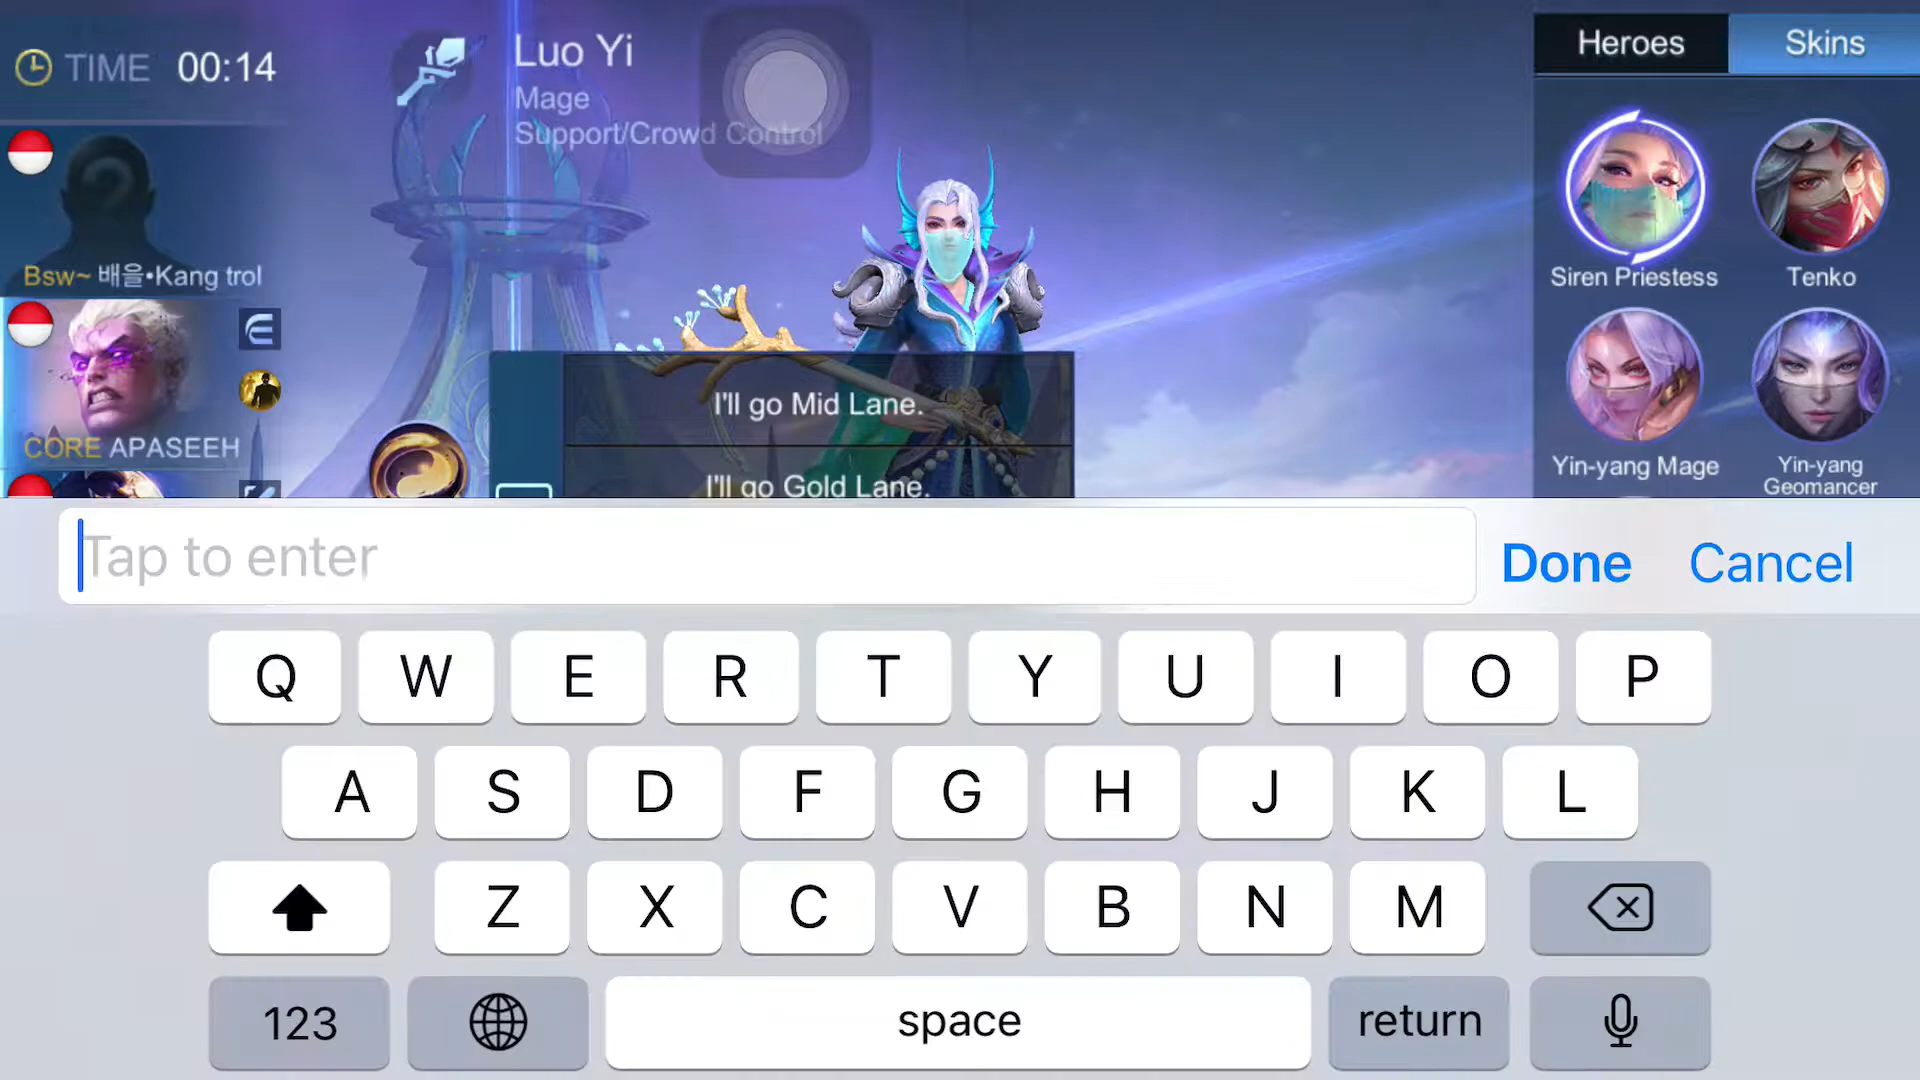 TIME 00:14
Luo Yi
Mage
Support/Crowd Control
Heroes
Skins
Bsw~ 배을•Kang trol
CORE APASEEH
Siren Priestess
Tenko
Yin-yang Mage
Yin-yang
Geomancer
I'll go Mid Lane.
I'll go Gold Lane.
Tap to enter
Done
Cancel
Q W E R T Y U I O P
A S D F G H J K L
Z X C V B N M
123
space
return